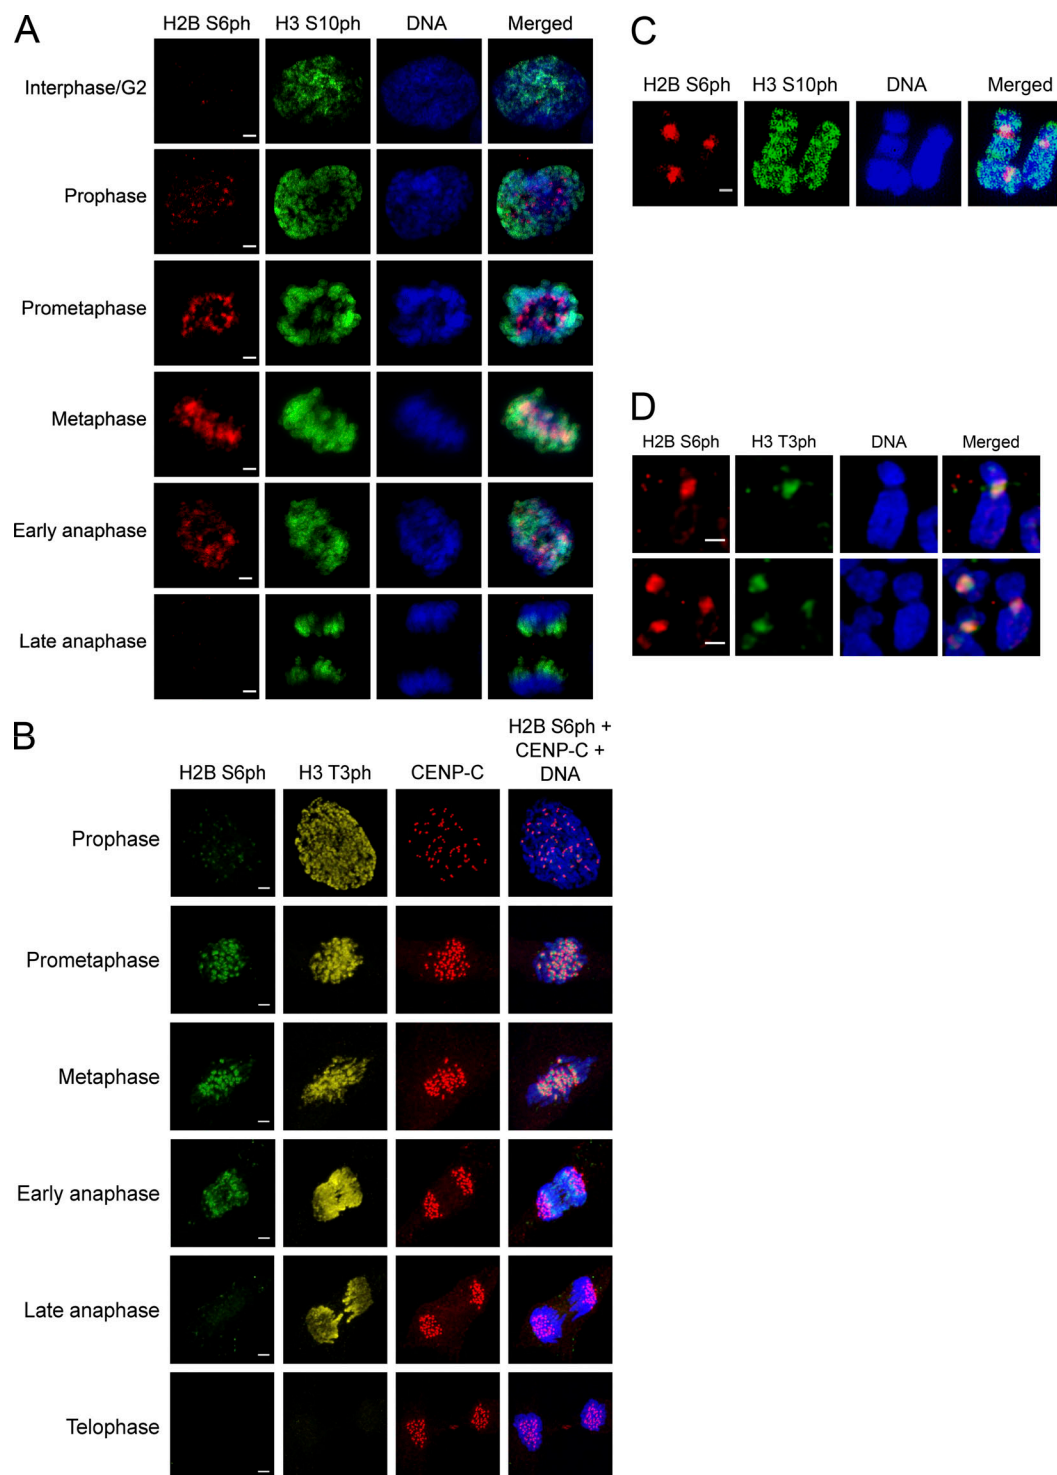 A
H2B S6ph H3 S10ph DNA Merged
Interphase/G2
Prophase
Prometaphase
Metaphase
Early anaphase
Late anaphase
B
H2B S6ph H3 T3ph CENP-C H2B S6ph +
CENP-C +
DNA
Prophase
Prometaphase
Metaphase
Early anaphase
Late anaphase
Telophase
C
H2B S6ph H3 S10ph DNA Merged
D
H2B S6ph H3 T3ph DNA Merged